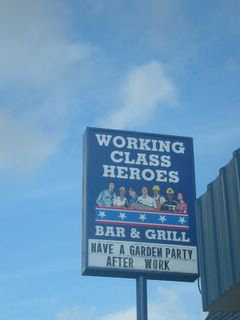 WORKING
CLASS
HEROES
BAR & GRILL
HAVE A GARDEN PARTY
AFTER WORK